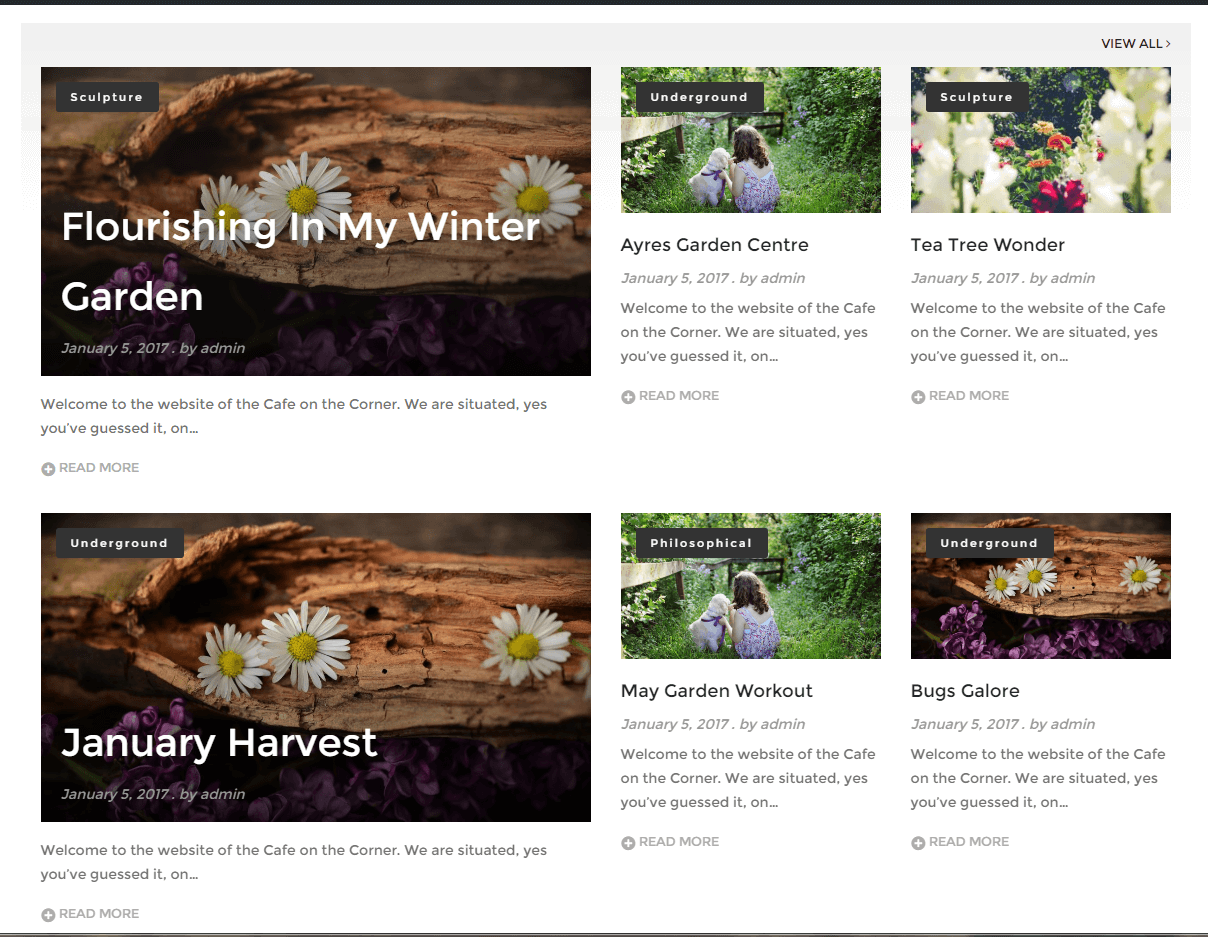 VIEW ALL
Sculpture
Flourishing In My Winter
Garden
January 5, 2017 . by admin
Welcome to the website of the Cafe on the Corner. We are situated, yes
you've guessed it, on...
READ MORE
Underground
Ayres Garden Centre
January 5, 2017 . by admin
Welcome to the website of the Cafe
on the Corner. We are situated, yes
you've guessed it, on...
READ MORE
Sculpture
Tea Tree Wonder
January 5, 2017 . by admin
Welcome to the website of the Cafe
on the Corner. We are situated, yes
you've guessed it, on...
READ MORE
Underground
January Harvest
January 5, 2017 . by admin
Welcome to the website of the Cafe on the Corner. We are situated, yes
you've guessed it, on...
READ MORE
Philosophical
May Garden Workout
January 5, 2017 . by admin
Welcome to the website of the Cafe
on the Corner. We are situated, yes
you've guessed it, on...
READ MORE
Underground
Bugs Galore
January 5, 2017 . by admin
Welcome to the website of the Cafe
on the Corner. We are situated, yes
you've guessed it, on...
READ MORE